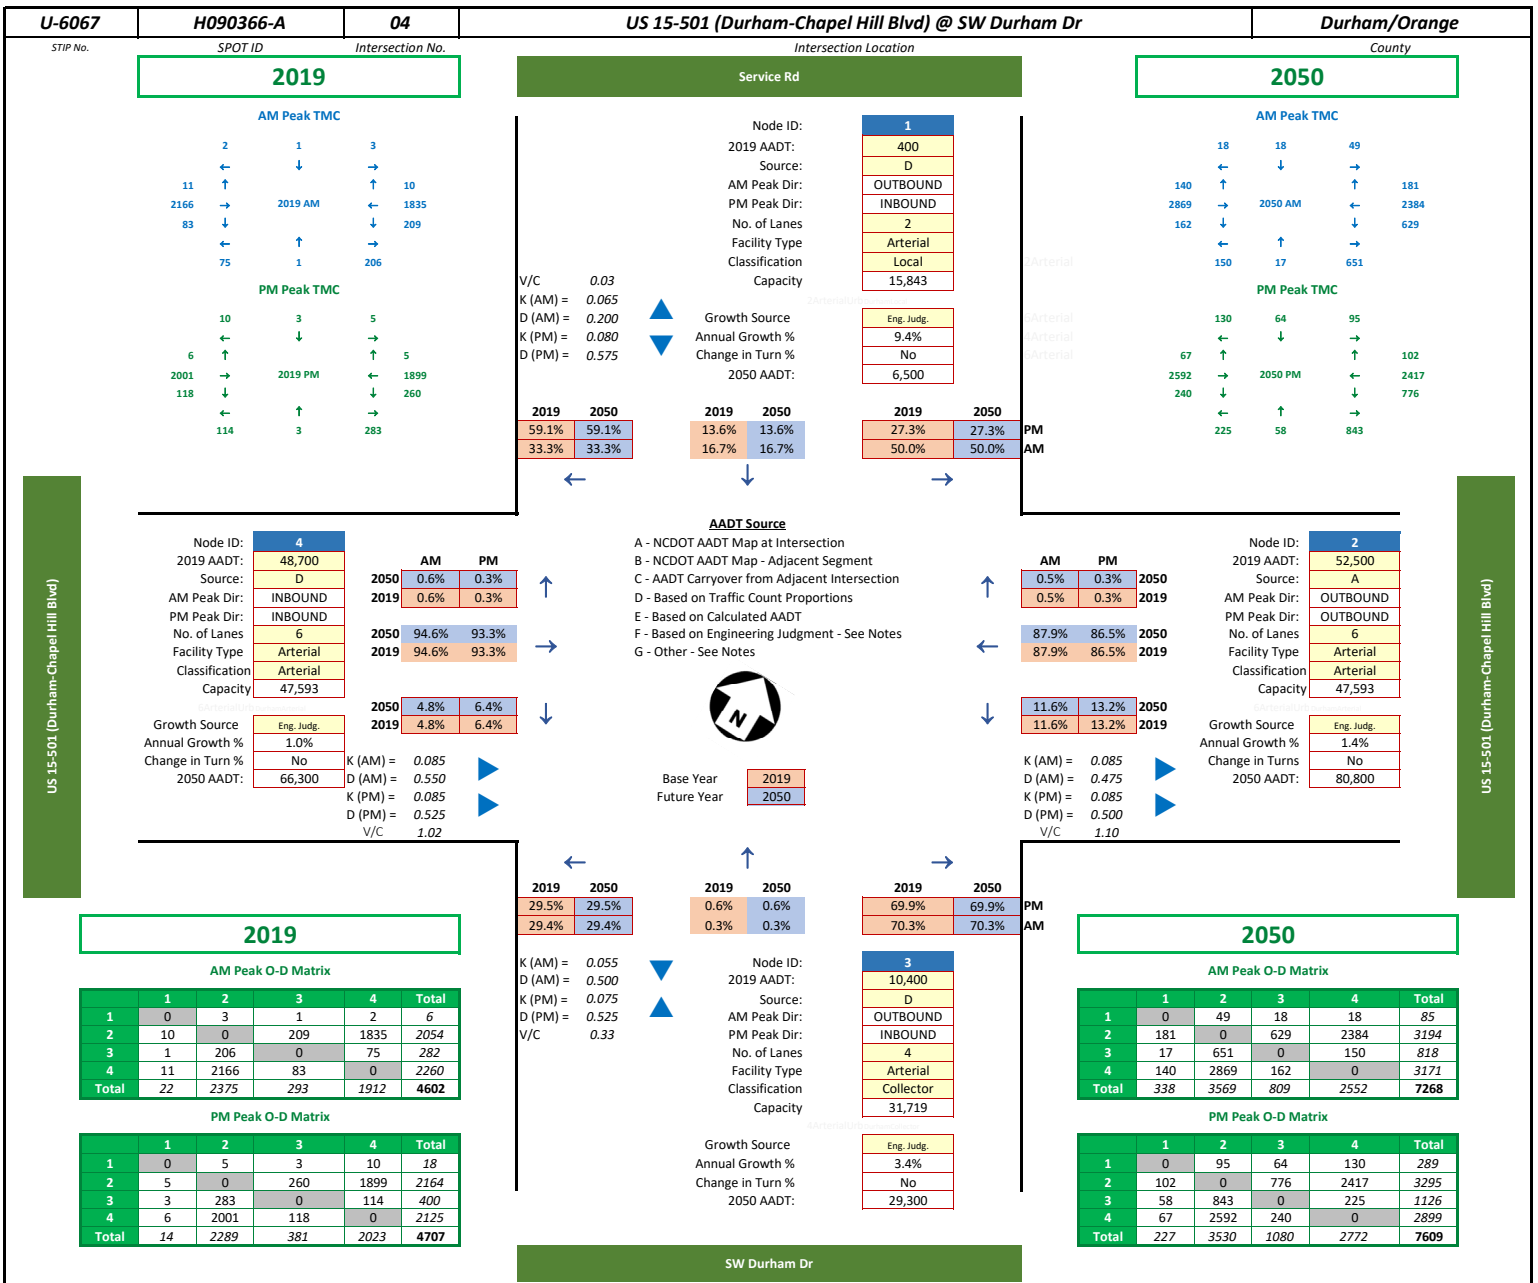 U-6067 H090366-A 04 US 15-501 (Durham-Chapel Hill Blvd) @ SW Durham Dr Durham/Orange
STIP No. SPOT ID Intersection No. Intersection Location County
2019
AM Peak TMC
2 1 3
← ↓ →
11 ↑ ↑ 10
2166 → 2019 AM ← 1835
83 ↓ ↓ 209
← ↑ →
75 1 206
PM Peak TMC
10 3 5
← ↓ →
6 ↑ ↑ 5
2001 → 2019 PM ← 1899
118 ↓ ↓ 260
← ↑ →
114 3 283
Service Rd
Node ID: 1
2019 AADT: 400
Source: D
AM Peak Dir: OUTBOUND
PM Peak Dir: INBOUND
No. of Lanes 2
Facility Type Arterial
Classification Local
Capacity 15,843
V/C 0.03
K (AM) = 0.065
D (AM) = 0.200
K (PM) = 0.080
D (PM) = 0.575
Growth Source Eng. Judg.
Annual Growth % 9.4%
Change in Turn % No
2050 AADT: 6,500
2019 2050 2019 2050 2019 2050
59.1% 59.1% 13.6% 13.6% 27.3% 27.3% PM
33.3% 33.3% 16.7% 16.7% 50.0% 50.0% AM
← ↓ →
2050
AM Peak TMC
18 18 49
← ↓ →
140 ↑ ↑ 181
2869 → 2050 AM ← 2384
162 ↓ ↓ 629
← ↑ →
150 17 651
2Arterial
PM Peak TMC
130 64 95
← ↓ →
67 ↑ ↑ 102
2592 → 2050 PM ← 2417
240 ↓ ↓ 776
← ↑ →
225 58 843
6Arterial
4Arterial
6Arterial
US 15-501 (Durham-Chapel Hill Blvd)
Node ID: 4
2019 AADT: 48,700
Source: D
AM Peak Dir: INBOUND
PM Peak Dir: INBOUND
No. of Lanes 6
Facility Type Arterial
Classification Arterial
Capacity 47,593
Growth Source Eng. Judg.
Annual Growth % 1.0%
Change in Turn % No
2050 AADT: 66,300
AM PM
2050 0.6% 0.3% ↑
2019 0.6% 0.3%
2050 94.6% 93.3% →
2019 94.6% 93.3%
2050 4.8% 6.4% ↓
2019 4.8% 6.4%
K (AM) = 0.085
D (AM) = 0.550
K (PM) = 0.085
D (PM) = 0.525
V/C 1.02
AADT Source
A - NCDOT AADT Map at Intersection
B - NCDOT AADT Map - Adjacent Segment
C - AADT Carryover from Adjacent Intersection
D - Based on Traffic Count Proportions
E - Based on Calculated AADT
F - Based on Engineering Judgment - See Notes
G - Other - See Notes
N
Base Year 2019
Future Year 2050
AM PM
↑ 0.5% 0.3% 2050
0.5% 0.3% 2019
← 87.9% 86.5% 2050
87.9% 86.5% 2019
↓ 11.6% 13.2% 2050
11.6% 13.2% 2019
K (AM) = 0.085
D (AM) = 0.475
K (PM) = 0.085
D (PM) = 0.500
V/C 1.10
Node ID: 2
2019 AADT: 52,500
Source: A
AM Peak Dir: OUTBOUND
PM Peak Dir: OUTBOUND
No. of Lanes 6
Facility Type Arterial
Classification Arterial
Capacity 47,593
Growth Source Eng. Judg.
Annual Growth % 1.4%
Change in Turns No
2050 AADT: 80,800
US 15-501 (Durham-Chapel Hill Blvd)
← ↑ →
2019 2050 2019 2050 2019 2050
29.5% 29.5% 0.6% 0.6% 69.9% 69.9% PM
29.4% 29.4% 0.3% 0.3% 70.3% 70.3% AM
K (AM) = 0.055
D (AM) = 0.500
K (PM) = 0.075
D (PM) = 0.525
V/C 0.33
Node ID: 3
2019 AADT: 10,400
Source: D
AM Peak Dir: OUTBOUND
PM Peak Dir: INBOUND
No. of Lanes 4
Facility Type Arterial
Classification Collector
Capacity 31,719
Growth Source Eng. Judg.
Annual Growth % 3.4%
Change in Turn % No
2050 AADT: 29,300
SW Durham Dr
2019
AM Peak O-D Matrix
1 2 3 4 Total
1 0 3 1 2 6
2 10 0 209 1835 2054
3 1 206 0 75 282
4 11 2166 83 0 2260
Total 22 2375 293 1912 4602
PM Peak O-D Matrix
1 2 3 4 Total
1 0 5 3 10 18
2 5 0 260 1899 2164
3 3 283 0 114 400
4 6 2001 118 0 2125
Total 14 2289 381 2023 4707
2050
AM Peak O-D Matrix
1 2 3 4 Total
1 0 49 18 18 85
2 181 0 629 2384 3194
3 17 651 0 150 818
4 140 2869 162 0 3171
Total 338 3569 809 2552 7268
PM Peak O-D Matrix
1 2 3 4 Total
1 0 95 64 130 289
2 102 0 776 2417 3295
3 58 843 0 225 1126
4 67 2592 240 0 2899
Total 227 3530 1080 2772 7609